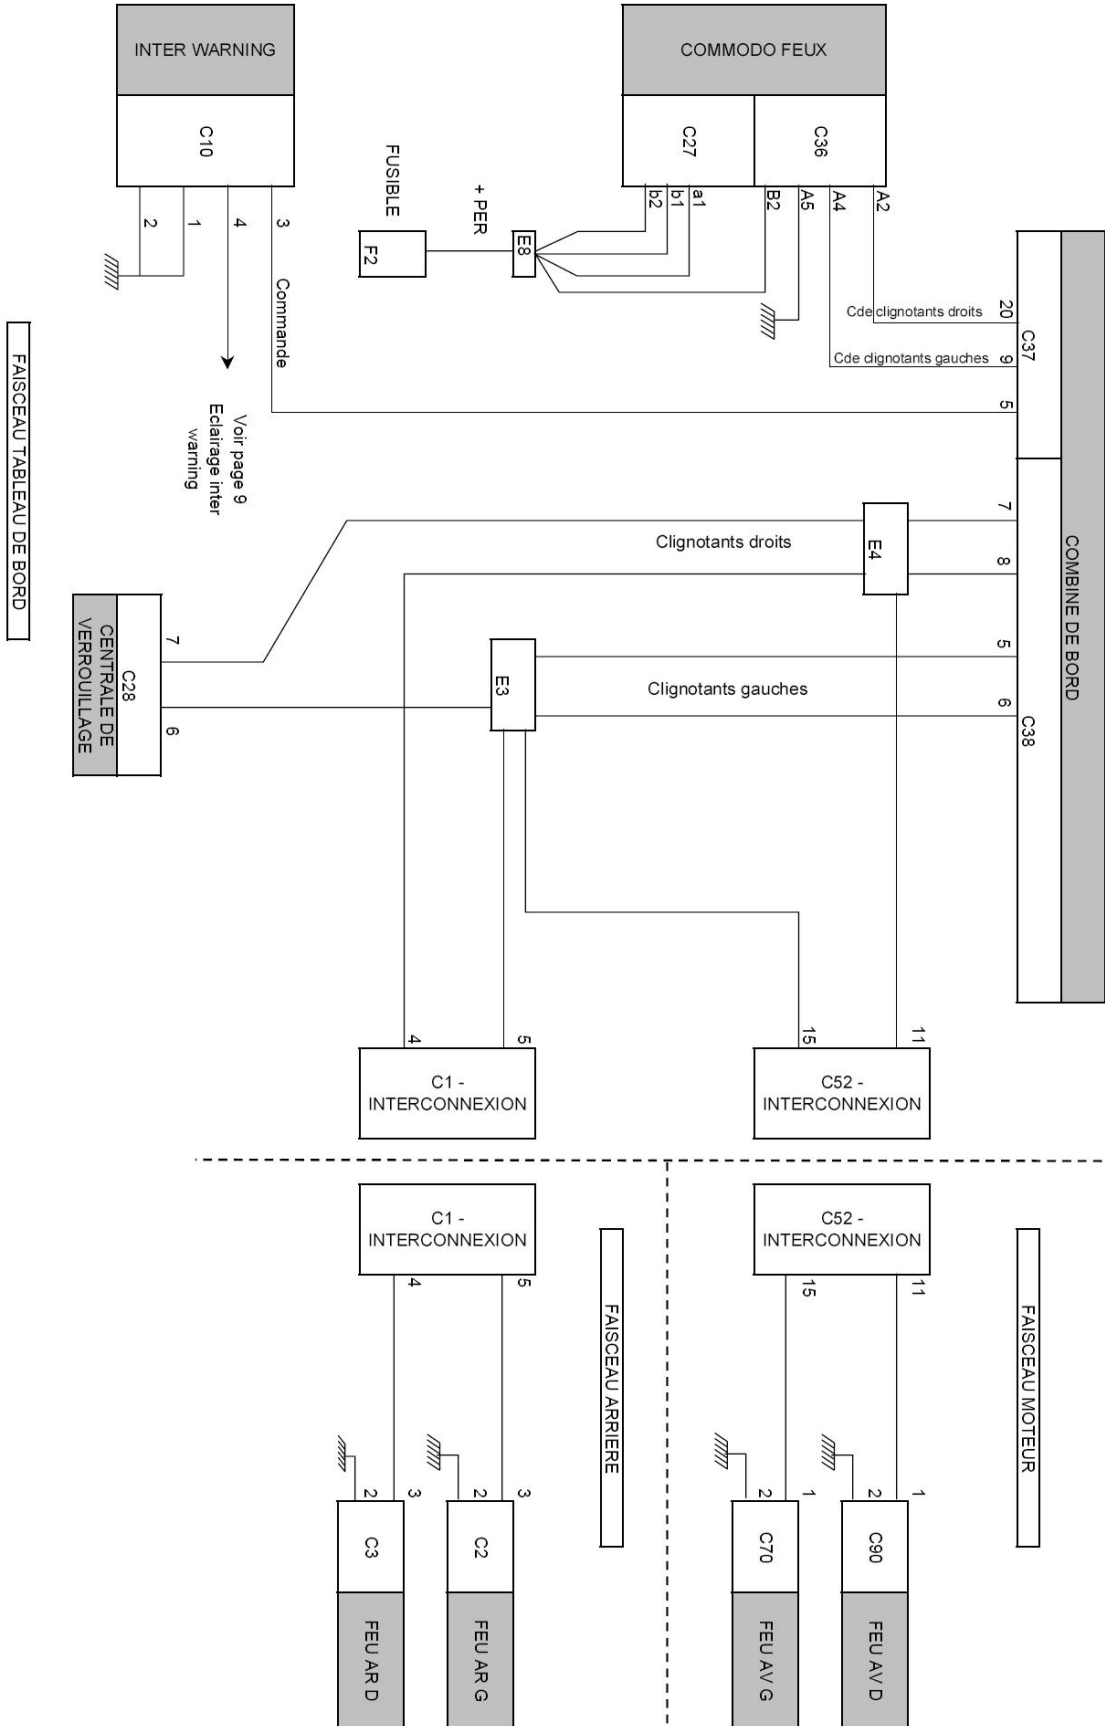 INTER WARNING
C10
2
1
4
3
Commande
Voir page 9
Eclairage inter
warning
FUSIBLE
F2
+ PER
E8
COMMODO FEUX
C27
C36
b2
b1
a1
B2
A5
A4
A2
Cde clignotants droits
Cde clignotants gauches
20
9
5
C37
COMBINE DE BORD
7
8
5
6
C38
Clignotants droits
E4
Clignotants gauches
E3
FAISCEAU TABLEAU DE BORD
7
6
C28
CENTRALE DE
VERROUILLAGE
4
5
15
11
C1 -
INTERCONNEXION
C52 -
INTERCONNEXION
C1 -
INTERCONNEXION
C52 -
INTERCONNEXION
4
5
15
11
FAISCEAU ARRIERE
FAISCEAU MOTEUR
2
3
2
3
2
1
2
1
C3
C2
C70
C90
FEU AR D
FEU AR G
FEU AV G
FEU AV D